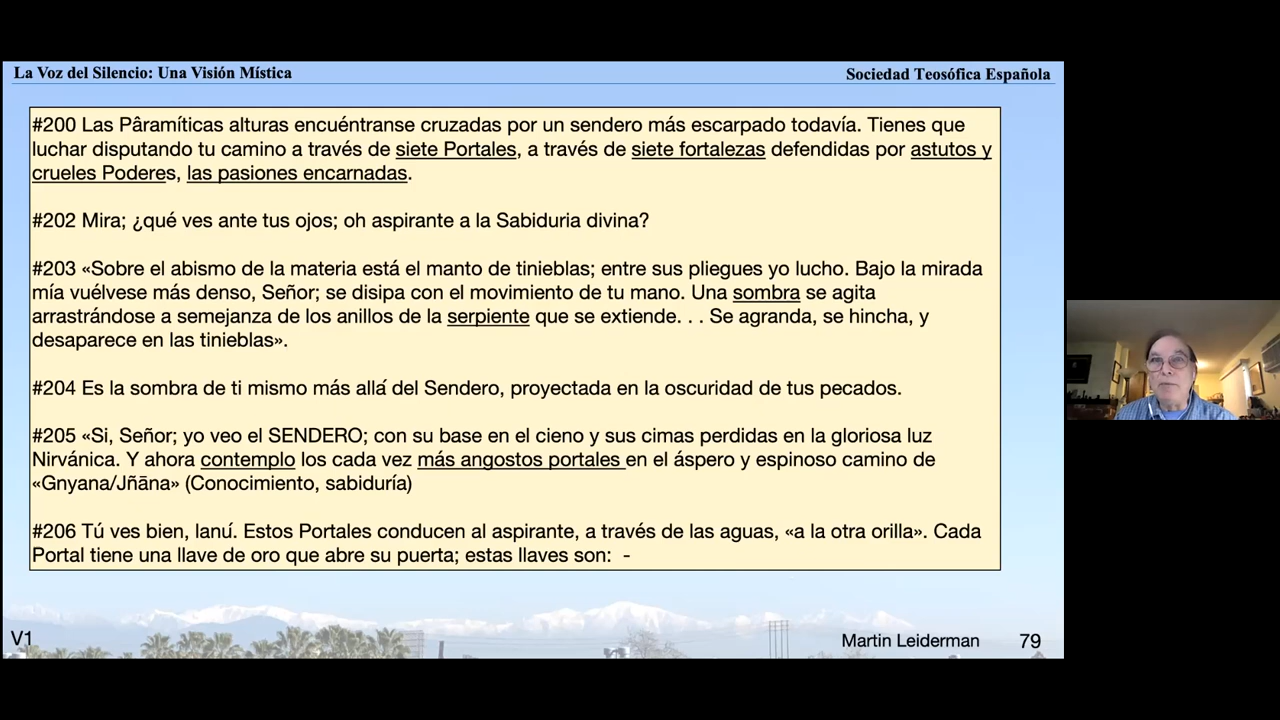 La Voz del Silencio: Una Visión Mística
Sociedad Teosófica Española
#200 Las Pâramíticas alturas encuéntranse cruzadas por un sendero más escarpado todavía. Tienes que
luchar disputando tu camino a través de siete Portales, a través de siete fortalezas defendidas por astutos y
crueles Poderes, las pasiones encarnadas.
#202 Mira; ¿qué ves ante tus ojos; oh aspirante a la Sabiduria divina?
#203 «Sobre el abismo de la materia está el manto de tinieblas; entre sus pliegues yo lucho. Bajo la mirada
mía vuélvese más denso, Señor; se disipa con el movimiento de tu mano. Una sombra se agita
arrastrándose a semejanza de los anillos de la serpiente que se extiende. . . Se agranda, se hincha, y
desaparece en las tinieblas».
#204 Es la sombra de ti mismo más allá del Sendero, proyectada en la oscuridad de tus pecados.
#205 «Si, Señor; yo veo el SENDERO; con su base en el cieno y sus cimas perdidas en la gloriosa luz
Nirvánica. Y ahora contemplo los cada vez más angostos portales en el áspero y espinoso camino de
«Gnyana/Jñāna» (Conocimiento, sabiduría)
#206 Tú ves bien, lanú. Estos Portales conducen al aspirante, a través de las aguas, «a la otra orilla». Cada
Portal tiene una llave de oro que abre su puerta; estas llaves son: -
V1
Martin Leiderman
79